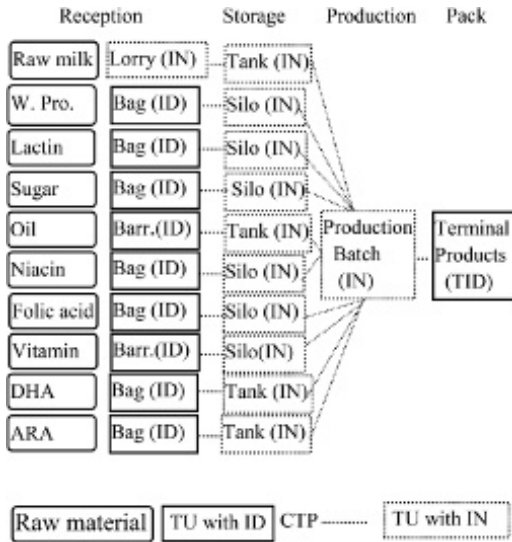 Reception Storage Production Pack
Raw milk Lorry (IN) Tank (IN)
W. Pro. Bag (ID) Silo (IN)
Lactin Bag (ID) Silo (IN)
Sugar Bag (ID) Silo (IN)
Oil Barr.(ID) Tank (IN) Production Terminal
Niacin Bag (ID) Silo (IN) Batch Products
(IN) (TID)
Folic acid Bag (ID) Silo (IN)
Vitamin Barr.(ID) Silo(IN)
DHA Bag (ID) Tank (IN)
ARA Bag (ID) Tank (IN)
Raw material TU with ID CTP TU with IN